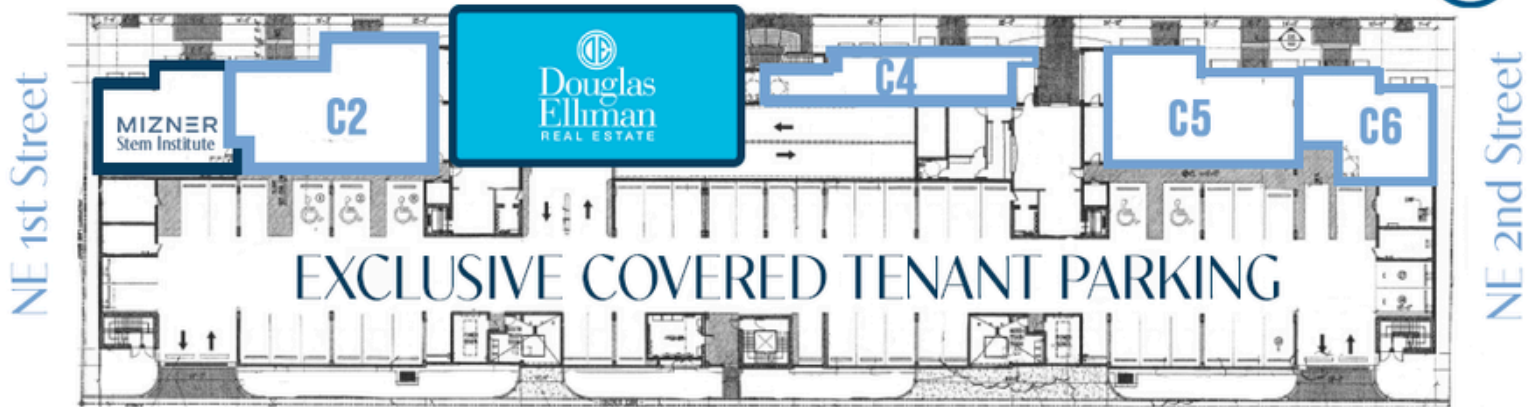 NE 1st Street
MIZNER
Stem Institute
C2
DE
Douglas
Elliman
REAL ESTATE
C4
C5
C6
NE 2nd Street
EXCLUSIVE COVERED TENANT PARKING